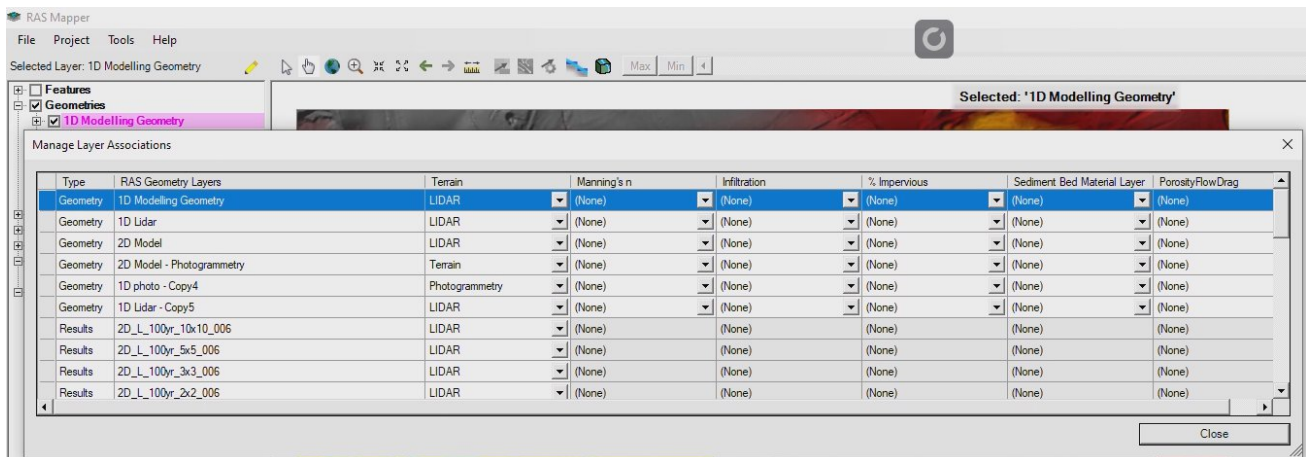 RAS Mapper
File Project Tools Help
Selected Layer: 1D Modelling Geometry Max Min
Features
Selected: '1D Modelling Geometry'
Geometries
1D Modelling Geometry
Manage Layer Associations
Type RAS Geometry Layers Terrain Manning's n Infiltration % Impervious Sediment Bed Material Layer PorosityFlowDrag
Geometry 1D Modelling Geometry LIDAR (None) (None) (None) (None) (None)
Geometry 1D Lidar LIDAR (None) (None) (None) (None) (None)
Geometry 2D Model LIDAR (None) (None) (None) (None) (None)
Geometry 2D Model - Photogrammetry Terrain (None) (None) (None) (None) (None)
Geometry 1D photo - Copy4 Photogrammetry (None) (None) (None) (None) (None)
Geometry 1D Lidar - Copy5 LIDAR (None) (None) (None) (None) (None)
Results 2D_L_100yr_10x10_006 LIDAR (None) (None) (None) (None) (None)
Results 2D_L_100yr_5x5_006 LIDAR (None) (None) (None) (None) (None)
Results 2D_L_100yr_3x3_006 LIDAR (None) (None) (None) (None) (None)
Results 2D_L_100yr_2x2_006 LIDAR (None) (None) (None) (None) (None)
Close